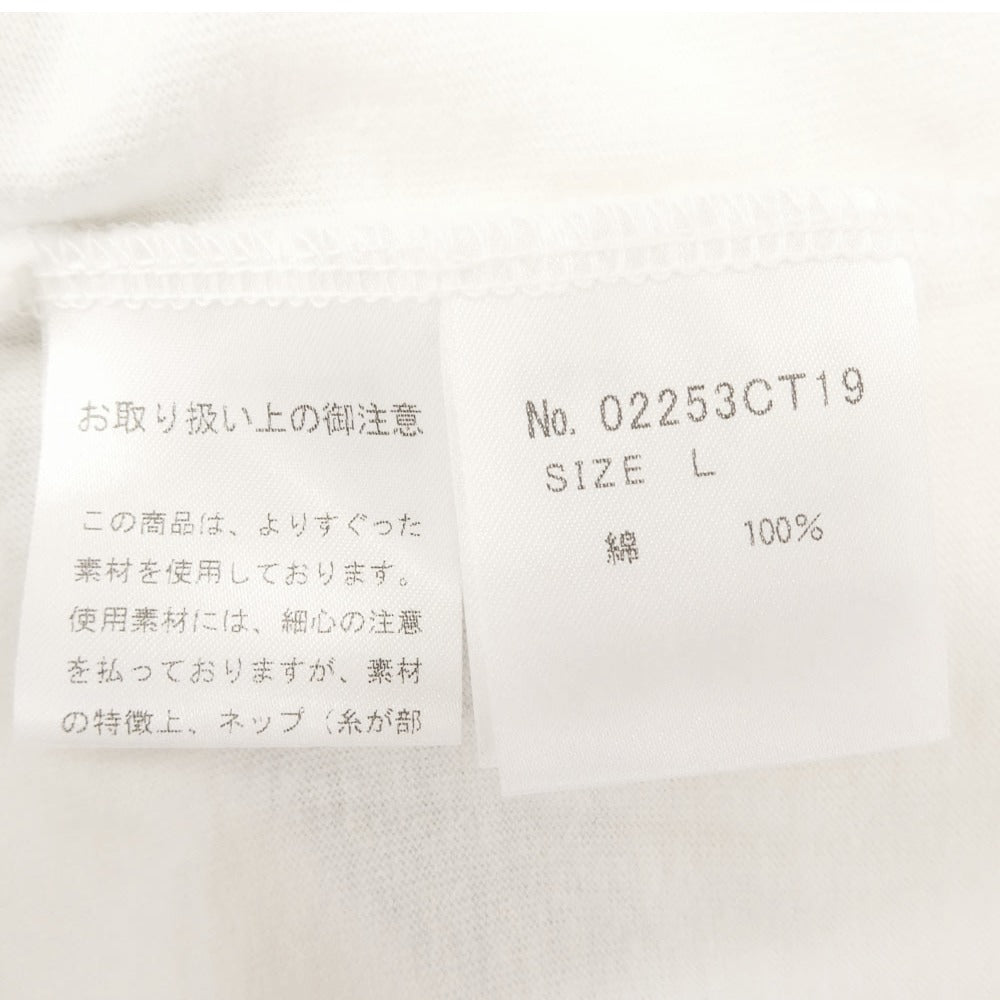 お取り扱い上の御注意
この商品は、よりすぐった
素材を使用しております。
使用素材には、細心の注意
を払っておりますが、素材
の特徴上、ネップ（糸が部
No. 02253CT19
SIZE L
綿 100%